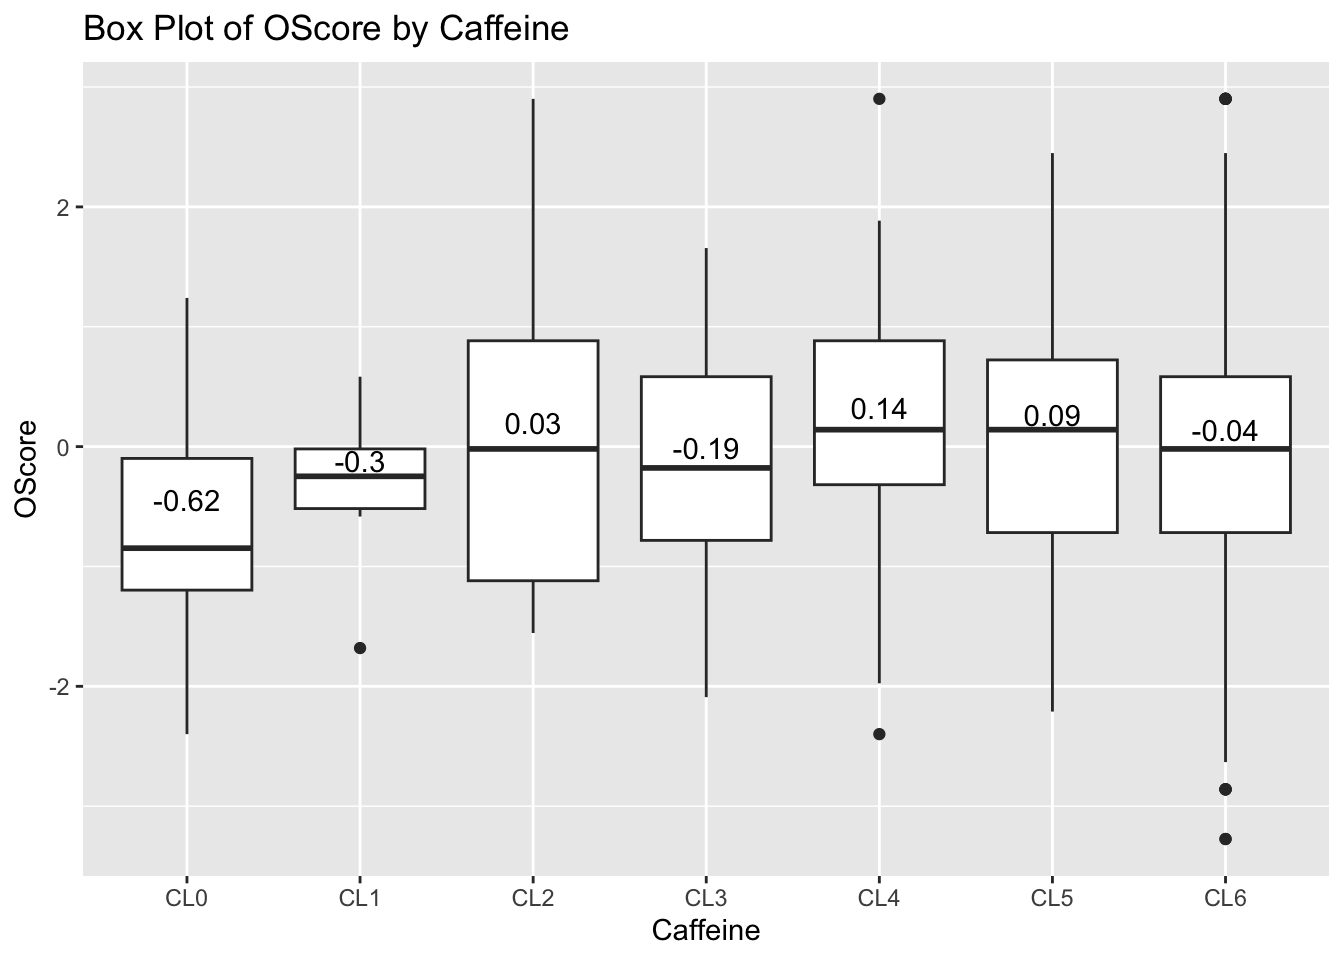 Box Plot of OScore by Caffeine
OScore
2
0
-2
-0.62
-0.3
0.03
-0.19
0.14
0.09
-0.04
CL0
CL1
CL2
CL3
CL4
CL5
CL6
Caffeine